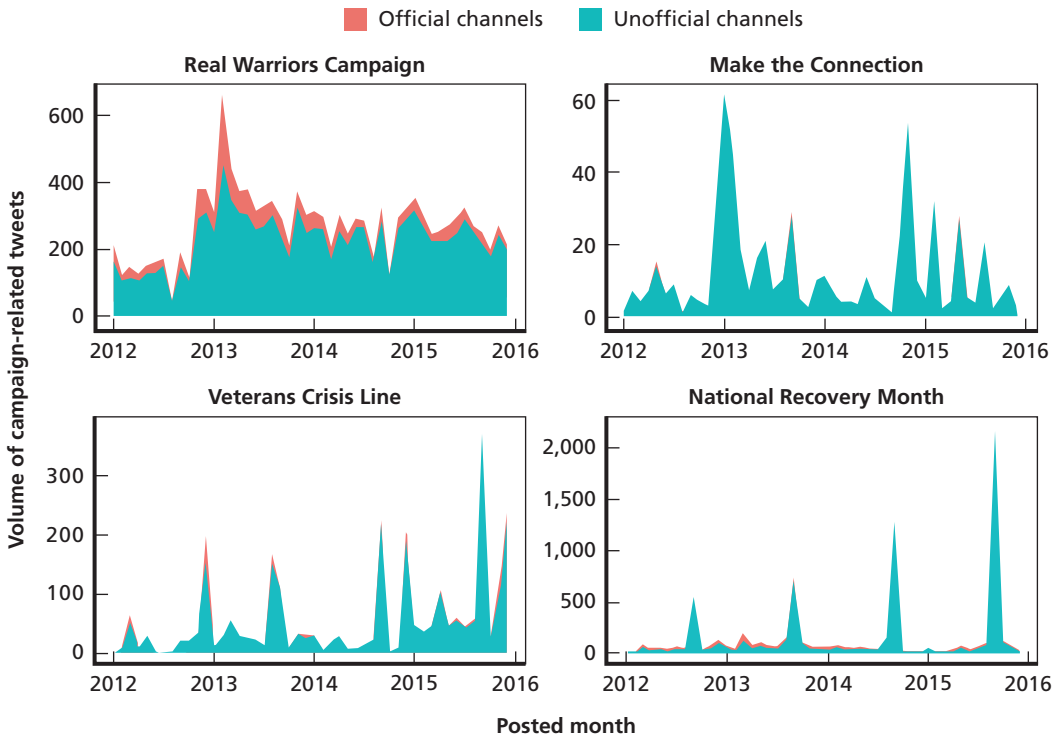 Official channels Unofficial channels
Real Warriors Campaign
600
400
200
0
2012 2013 2014 2015 2016
Make the Connection
60
40
20
0
2012 2013 2014 2015 2016
Volume of campaign-related tweets
Veterans Crisis Line
300
200
100
0
2012 2013 2014 2015 2016
National Recovery Month
2,000
1,500
1,000
500
0
2012 2013 2014 2015 2016
Posted month